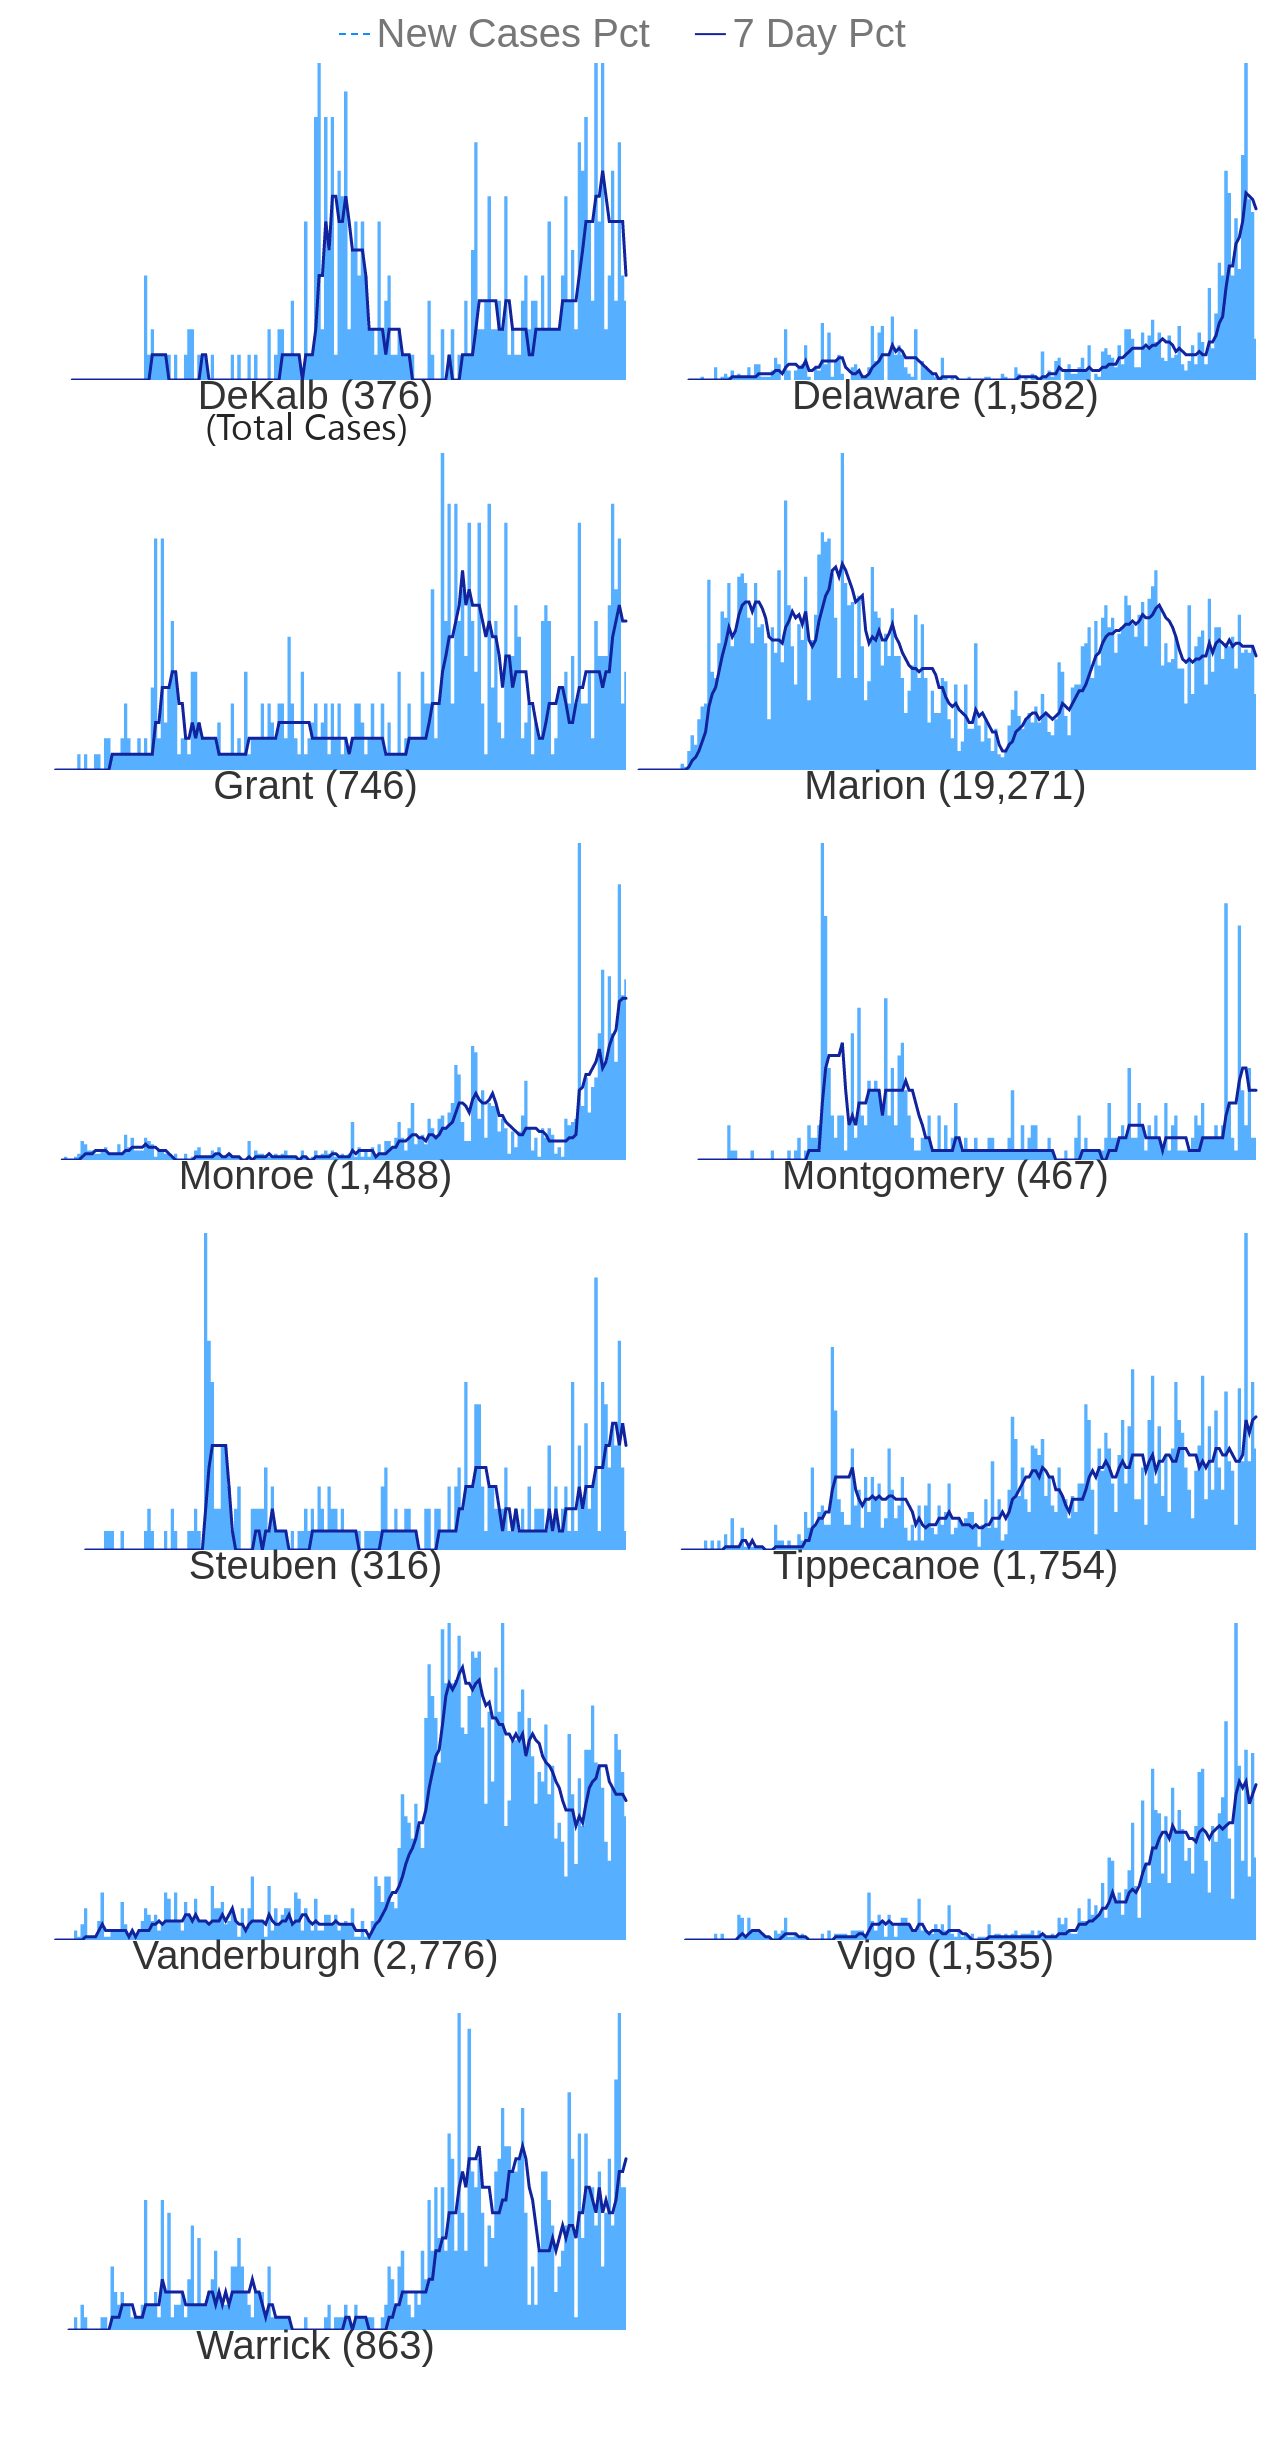 New Cases Pct 7 Day Pct
DeKalb (376) Delaware (1,582)
(Total Cases)
Grant (746) Marion (19,271)
Monroe (1,488) Montgomery (467)
Steuben (316) Tippecanoe (1,754)
Vanderburgh (2,776) Vigo (1,535)
Warrick (863)